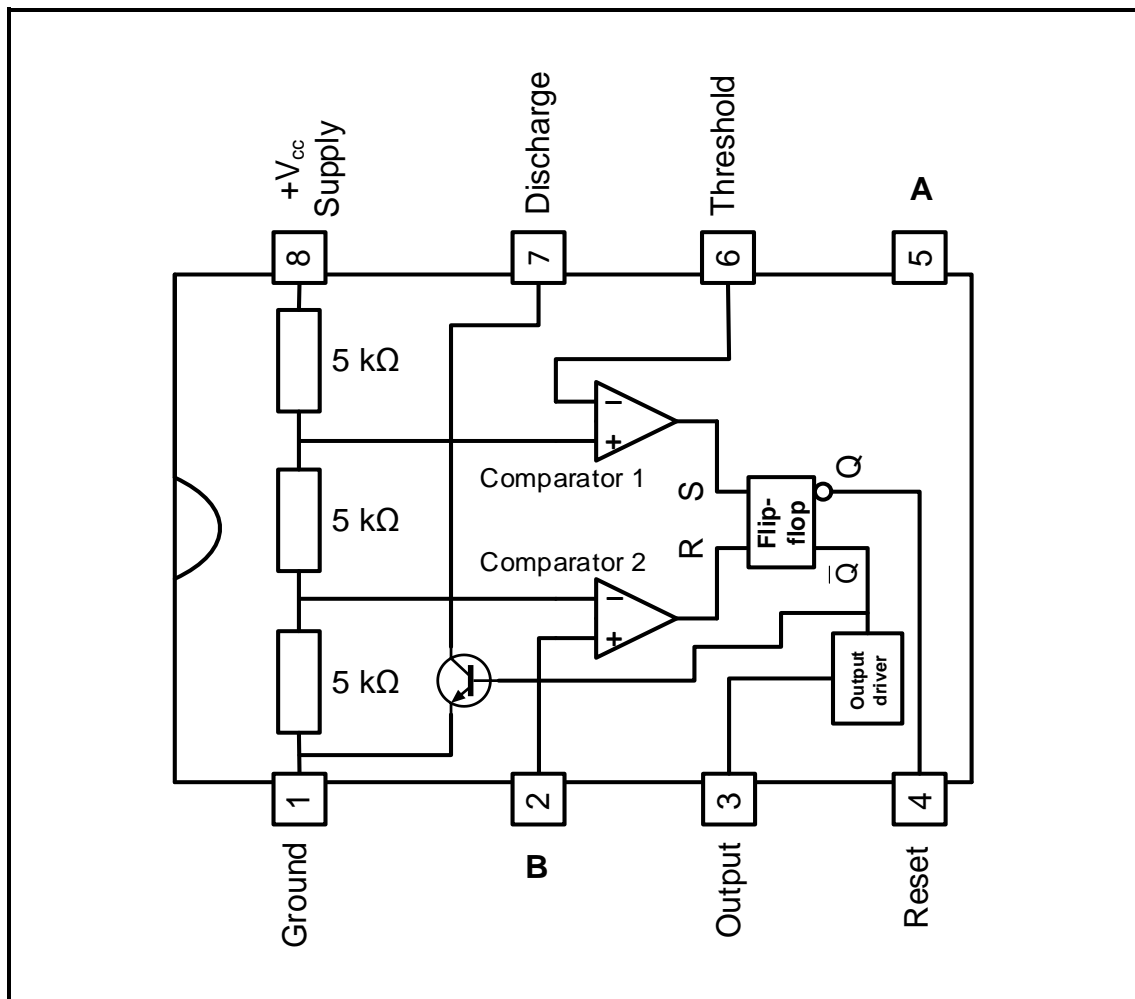 +Vcc
Supply
Discharge
Threshold
A
8
7
6
5
5 kΩ
5 kΩ
5 kΩ
−
+
Comparator 1
S
R
Flip-
flop
Q
Q̅
Comparator 2
−
+
Output
driver
1
2
3
4
Ground
B
Output
Reset